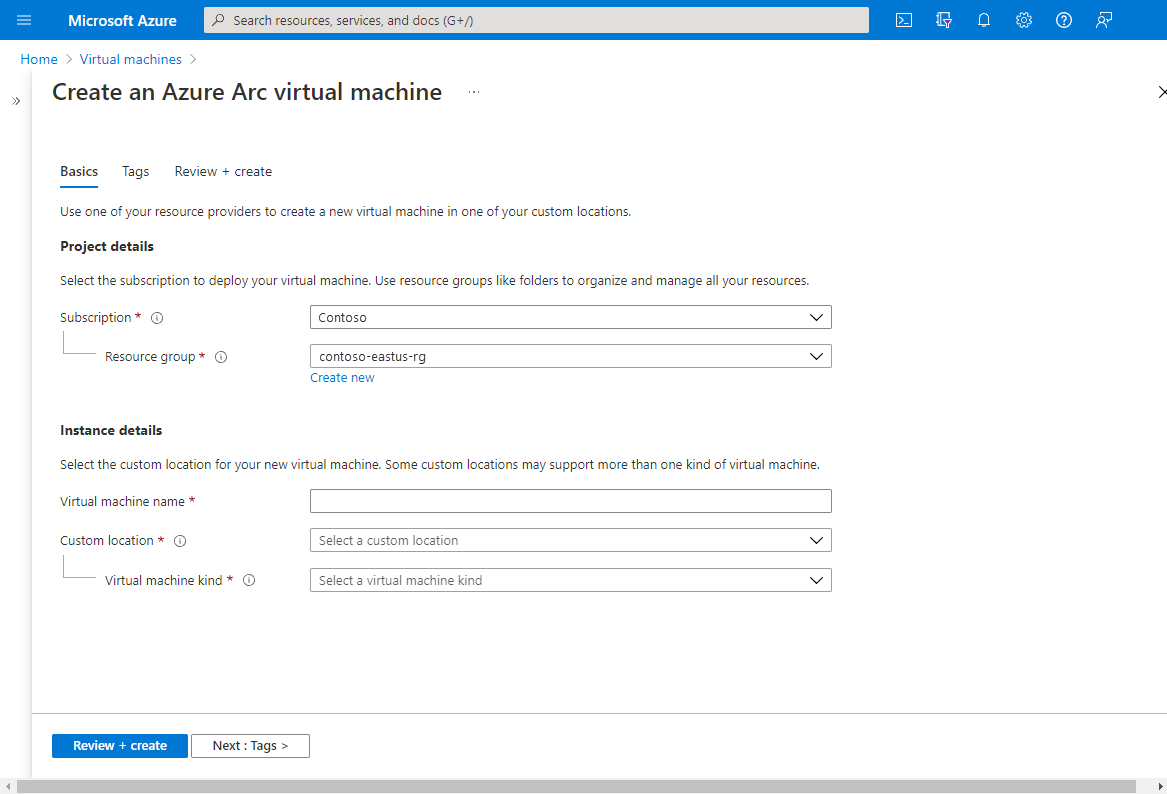 Microsoft Azure
Search resources, services, and docs (G+/)
Home > Virtual machines >
Create an Azure Arc virtual machine ...
Basics Tags Review + create
Use one of your resource providers to create a new virtual machine in one of your custom locations.
Project details
Select the subscription to deploy your virtual machine. Use resource groups like folders to organize and manage all your resources.
Subscription * Contoso
Resource group * contoso-eastus-rg
Create new
Instance details
Select the custom location for your new virtual machine. Some custom locations may support more than one kind of virtual machine.
Virtual machine name *
Custom location * Select a custom location
Virtual machine kind * Select a virtual machine kind
Review + create Next : Tags >